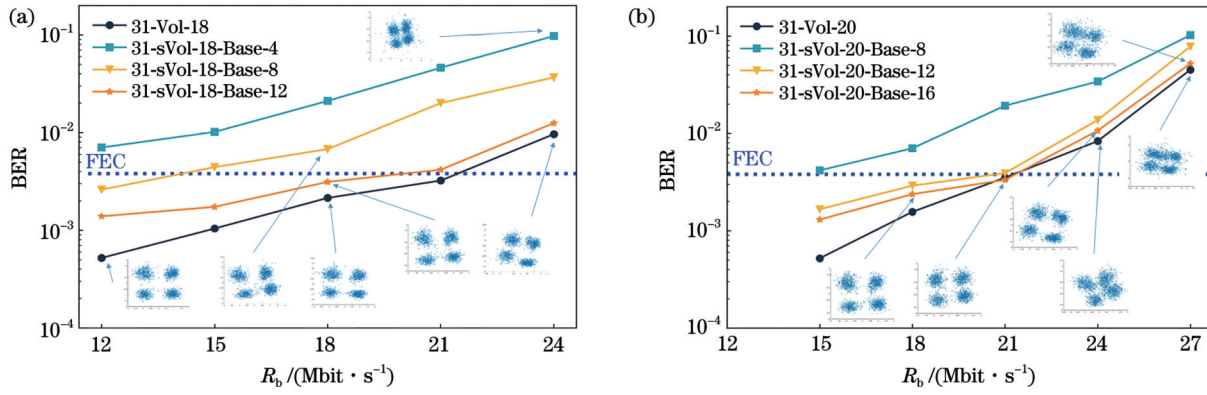 (a)
31-Vol-18
31-sVol-18-Base-4
31-sVol-18-Base-8
31-sVol-18-Base-12
10⁻¹
10⁻²
10⁻³
10⁻⁴
BER
FEC
12 15 18 21 24
R_b/(Mbit · s⁻¹)
(b)
31-Vol-20
31-sVol-20-Base-8
31-sVol-20-Base-12
31-sVol-20-Base-16
10⁻¹
10⁻²
10⁻³
10⁻⁴
BER
FEC
12 15 18 21 24 27
R_b/(Mbit · s⁻¹)